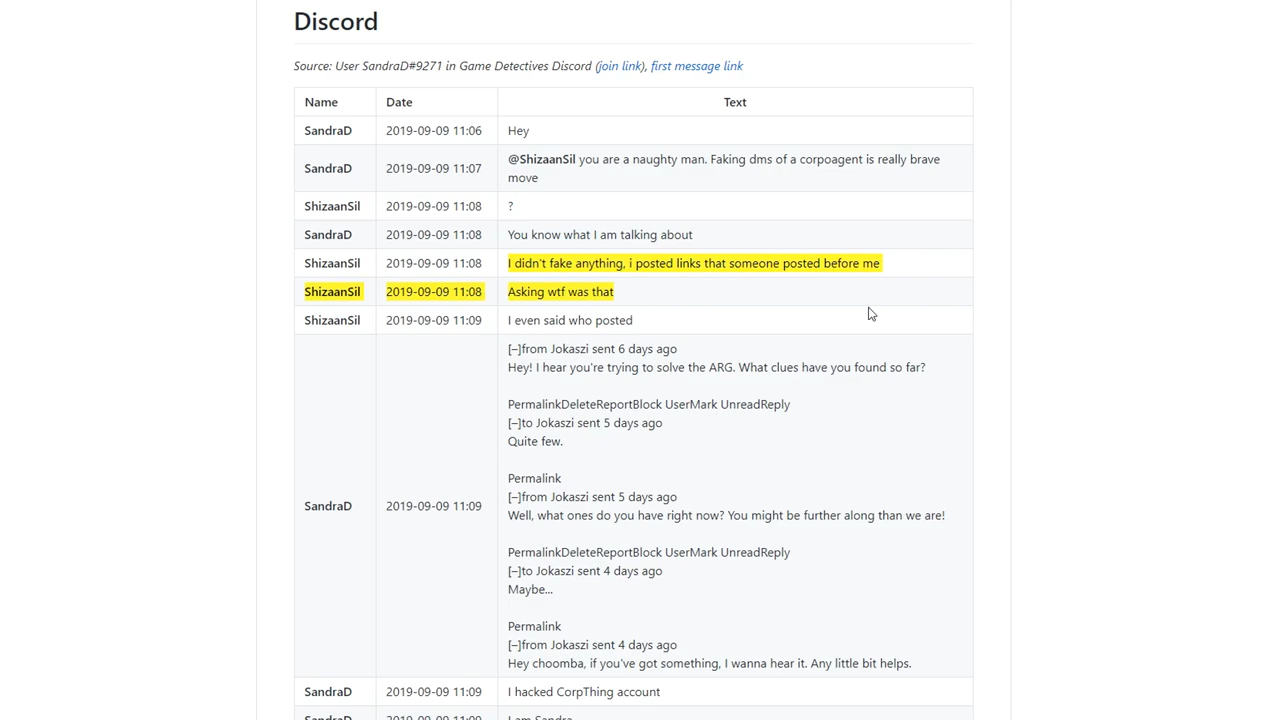 Discord
Source: User SandraD#9271 in Game Detectives Discord (join link), first message link
Name Date Text
SandraD 2019-09-09 11:06 Hey
SandraD 2019-09-09 11:07 @ShizaanSil you are a naughty man. Faking dms of a corpoagent is really brave
move
ShizaanSil 2019-09-09 11:08 ?
SandraD 2019-09-09 11:08 You know what I am talking about
ShizaanSil 2019-09-09 11:08 I didn't fake anything, i posted links that someone posted before me
ShizaanSil 2019-09-09 11:08 Asking wtf was that
ShizaanSil 2019-09-09 11:09 I even said who posted
[–]from Jokaszi sent 6 days ago
Hey! I hear you're trying to solve the ARG. What clues have you found so far?
PermalinkDeleteReportBlock UserMark UnreadReply
[–]to Jokaszi sent 5 days ago
Quite few.
Permalink
[–]from Jokaszi sent 5 days ago
SandraD 2019-09-09 11:09
Well, what ones do you have right now? You might be further along than we are!
PermalinkDeleteReportBlock UserMark UnreadReply
[–]to Jokaszi sent 4 days ago
Maybe...
Permalink
[–]from Jokaszi sent 4 days ago
Hey choomba, if you've got something, I wanna hear it. Any little bit helps.
SandraD 2019-09-09 11:09 I hacked CorpThing account
SandraD 2019-09-09 11:09 I am Sandra